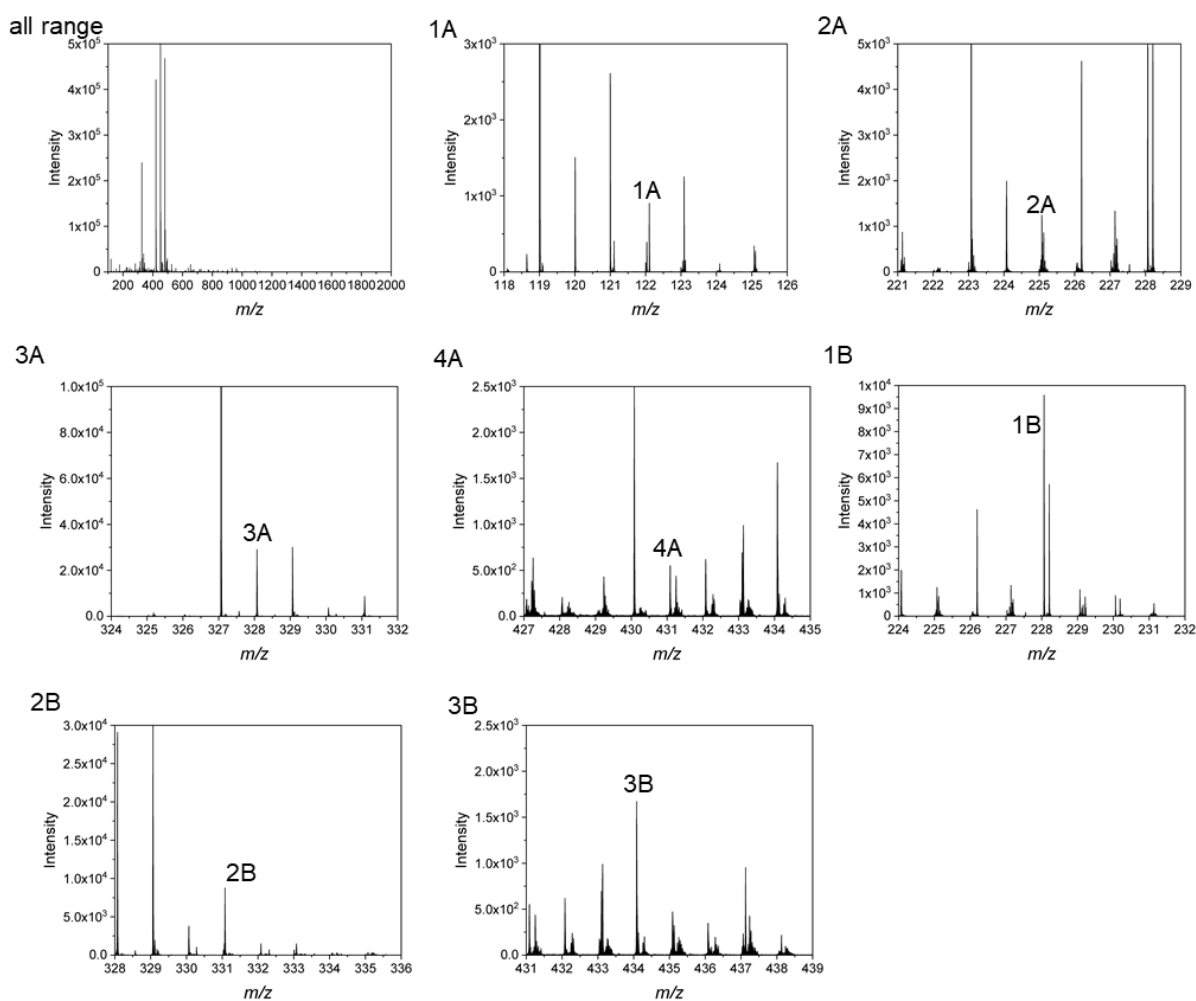 all range
5x10⁵
4x10⁵
3x10⁵
2x10⁵
1x10⁵
0
Intensity
200 400 600 800 1000 1200 1400 1600 1800 2000
m/z
1A
3x10³
2x10³
1x10³
0
Intensity
1A
118 119 120 121 122 123 124 125 126
m/z
2A
5x10³
4x10³
3x10³
2x10³
1x10³
0
Intensity
2A
221 222 223 224 225 226 227 228 229
m/z
3A
1.0x10⁵
8.0x10⁴
6.0x10⁴
4.0x10⁴
2.0x10⁴
0.0
Intensity
3A
324 325 326 327 328 329 330 331 332
m/z
4A
2.5x10³
2.0x10³
1.5x10³
1.0x10³
5.0x10²
0.0
Intensity
4A
427 428 429 430 431 432 433 434 435
m/z
1B
1x10⁴
9x10³
8x10³
7x10³
6x10³
5x10³
4x10³
3x10³
2x10³
1x10³
0
Intensity
1B
224 225 226 227 228 229 230 231 232
m/z
2B
3.0x10⁴
2.5x10⁴
2.0x10⁴
1.5x10⁴
1.0x10⁴
5.0x10³
0.0
Intensity
2B
328 329 330 331 332 333 334 335 336
m/z
3B
2.5x10³
2.0x10³
1.5x10³
1.0x10³
5.0x10²
0.0
Intensity
3B
431 432 433 434 435 436 437 438 439
m/z